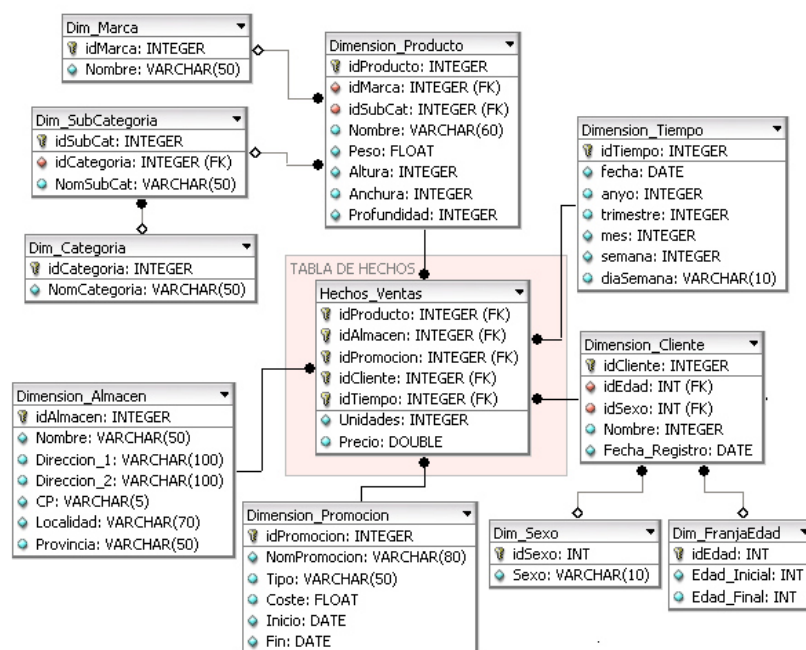 Dim_Marca
idMarca: INTEGER
Nombre: VARCHAR(50)
Dimension_Producto
idProducto: INTEGER
idMarca: INTEGER (FK)
idSubCat: INTEGER (FK)
Nombre: VARCHAR(60)
Peso: FLOAT
Altura: INTEGER
Anchura: INTEGER
Profundidad: INTEGER
Dim_SubCategoria
idSubCat: INTEGER
idCategoria: INTEGER (FK)
NomSubCat: VARCHAR(50)
Dimension_Tiempo
idTiempo: INTEGER
fecha: DATE
anyo: INTEGER
trimestre: INTEGER
mes: INTEGER
semana: INTEGER
diaSemana: VARCHAR(10)
Dim_Categoria
idCategoria: INTEGER
NomCategoria: VARCHAR(50)
TABLA DE HECHOS
Hechos_Ventas
idProducto: INTEGER (FK)
idAlmacen: INTEGER (FK)
idPromocion: INTEGER (FK)
idCliente: INTEGER (FK)
idTiempo: INTEGER (FK)
Unidades: INTEGER
Precio: DOUBLE
Dimension_Cliente
idCliente: INTEGER
idEdad: INT (FK)
idSexo: INT (FK)
Nombre: INTEGER
Fecha_Registro: DATE
Dimension_Almacen
idAlmacen: INTEGER
Nombre: VARCHAR(50)
Direccion_1: VARCHAR(100)
Direccion_2: VARCHAR(100)
CP: VARCHAR(5)
Localidad: VARCHAR(70)
Provincia: VARCHAR(50)
Dimension_Promocion
idPromocion: INTEGER
NomPromocion: VARCHAR(80)
Tipo: VARCHAR(50)
Coste: FLOAT
Inicio: DATE
Fin: DATE
Dim_Sexo
idSexo: INT
Sexo: VARCHAR(10)
Dim_FranjaEdad
idEdad: INT
Edad_Inicial: INT
Edad_Final: INT